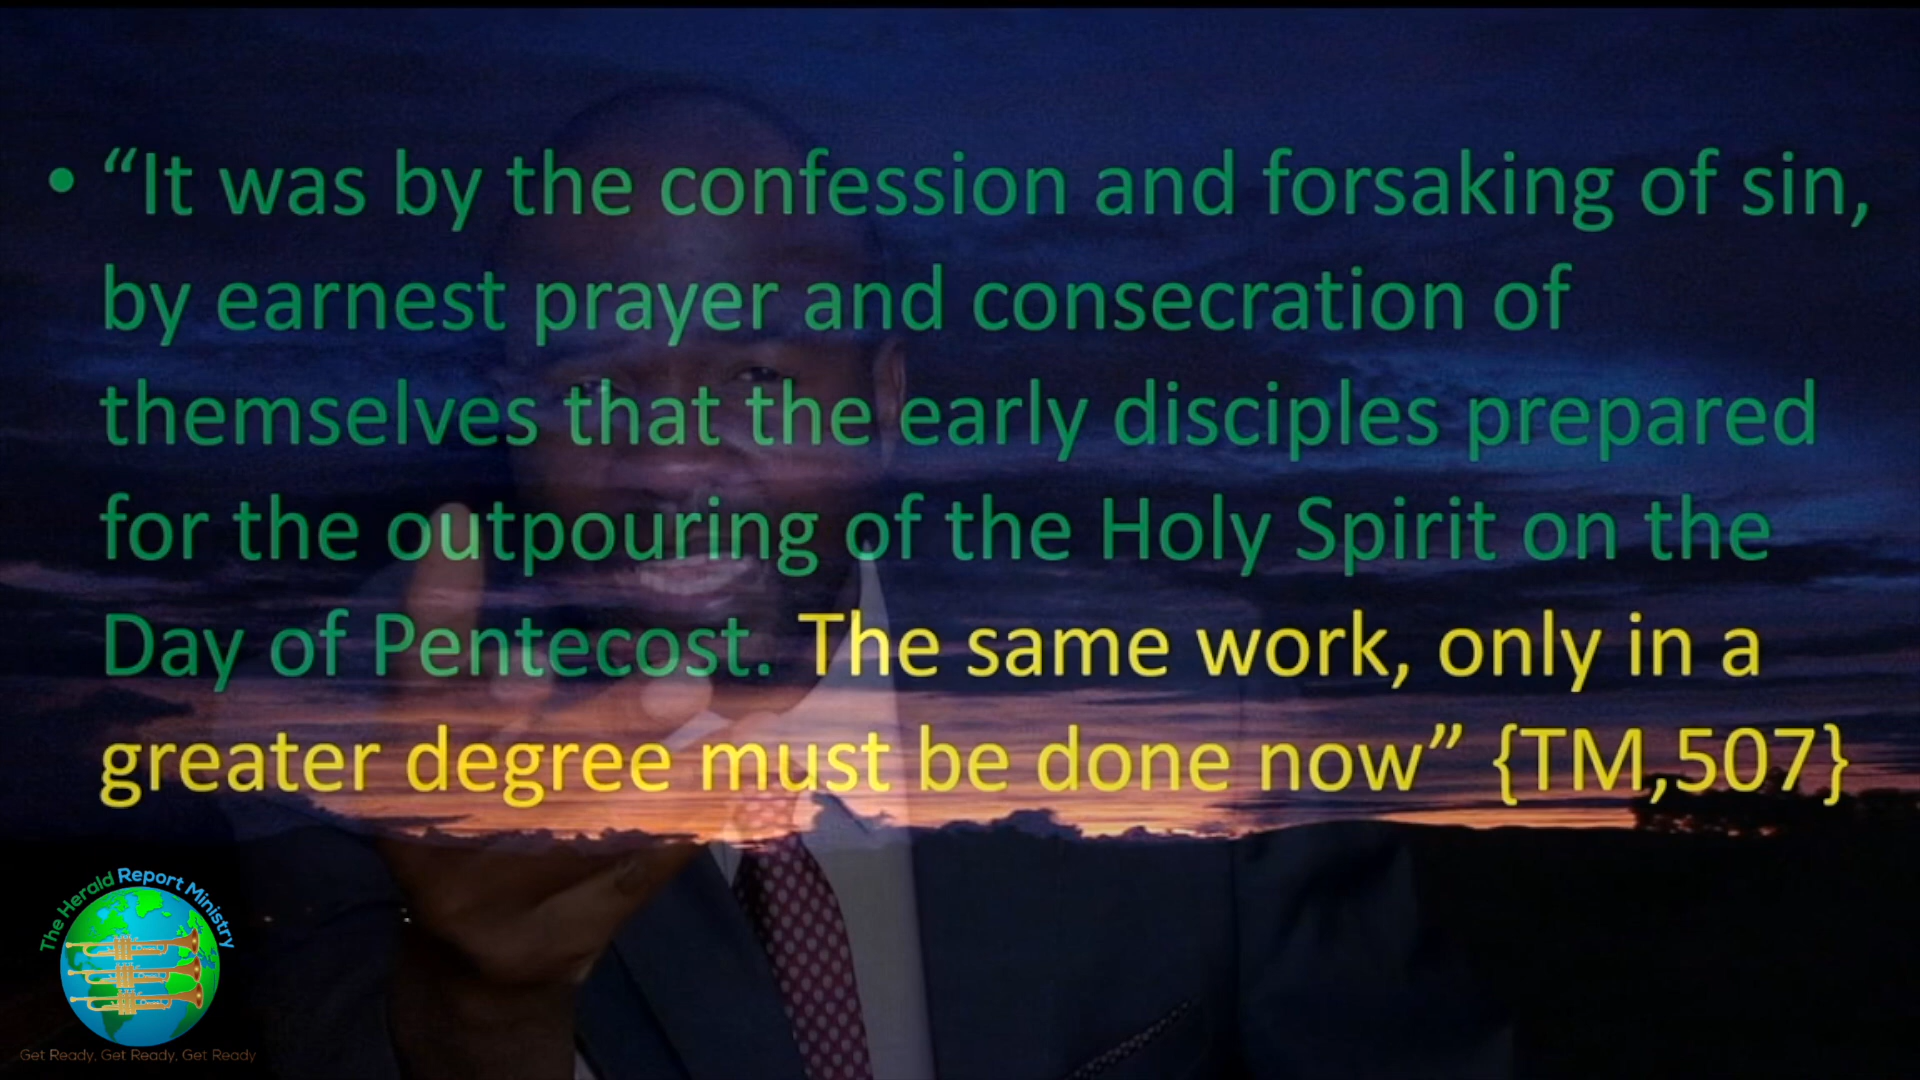 • “It was by the confession and forsaking of sin,
by earnest prayer and consecration of
themselves that the early disciples prepared
for the outpouring of the Holy Spirit on the
Day of Pentecost. The same work, only in a
greater degree must be done now” {TM,507}
The Herald Report Ministry
Get Ready, Get Ready, Get Ready